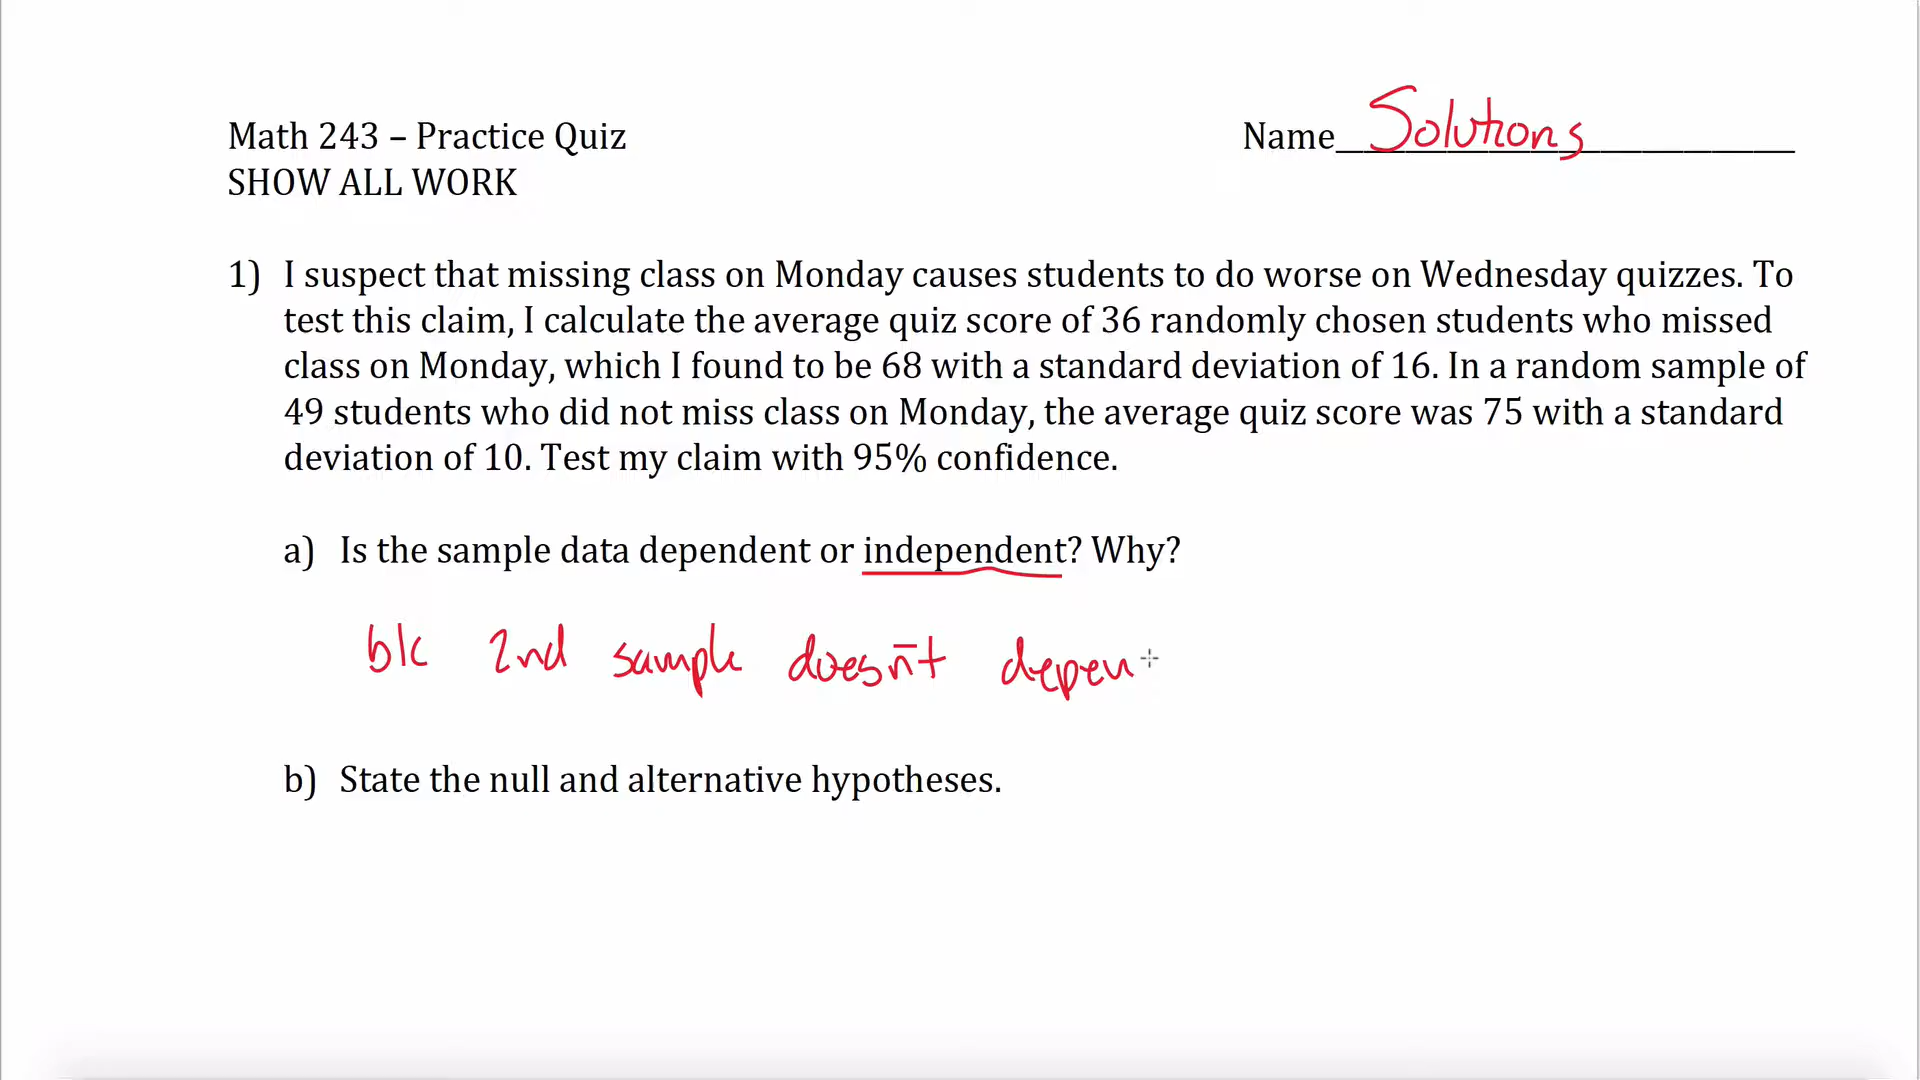 Math 243 – Practice Quiz
Name Solutions
SHOW ALL WORK
1) I suspect that missing class on Monday causes students to do worse on Wednesday quizzes. To
test this claim, I calculate the average quiz score of 36 randomly chosen students who missed
class on Monday, which I found to be 68 with a standard deviation of 16. In a random sample of
49 students who did not miss class on Monday, the average quiz score was 75 with a standard
deviation of 10. Test my claim with 95% confidence.
a) Is the sample data dependent or independent? Why?
b/c 2nd sample doesn't depen
b) State the null and alternative hypotheses.